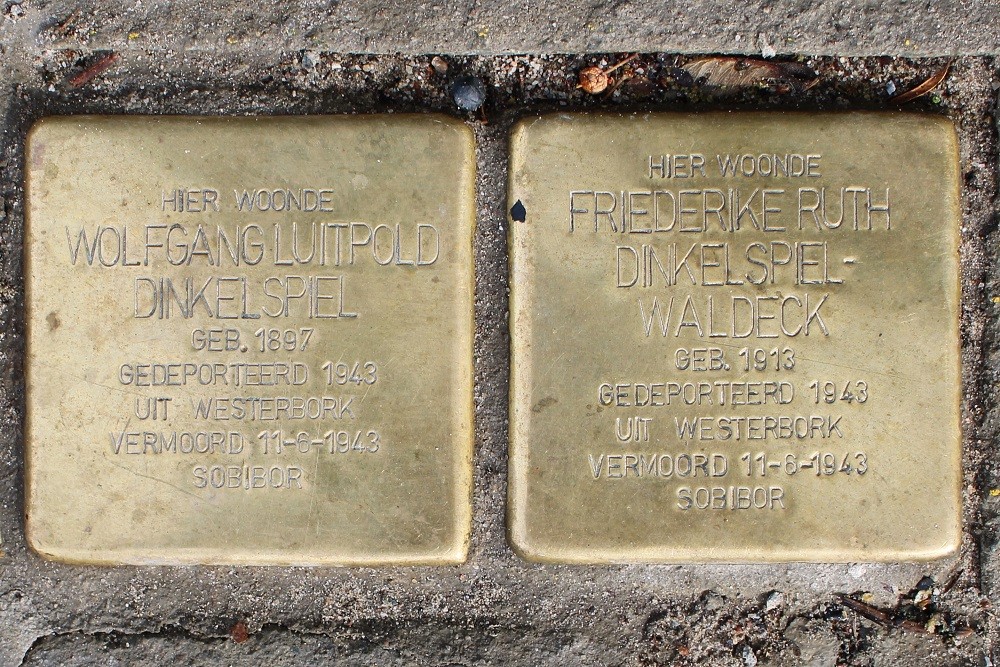 HIER WOONDE
WOLFGANG LUITPOLD
DINKELSPIEL
GEB. 1897
GEDEPORTEERD 1943
UIT WESTERBORK
VERMOORD 11-6-1943
SOBIBOR
HIER WOONDE
FRIEDERIKE RUTH
DINKELSPIEL-
WALDECK
GEB. 1913
GEDEPORTEERD 1943
UIT WESTERBORK
VERMOORD 11-6-1943
SOBIBOR